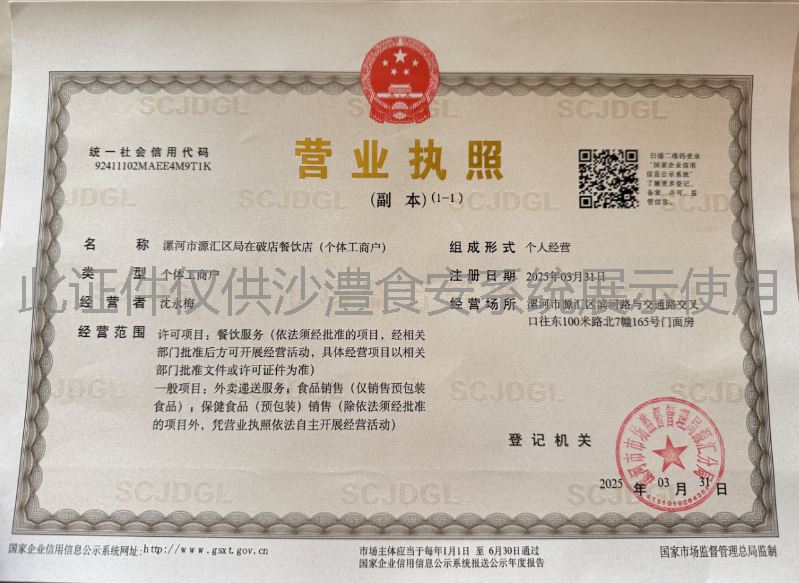 营业执照
(副 本)(1-1)
统一社会信用代码
92411102MAEE4M9T1K
扫描二维码登录
"国家企业信用
信息公示系统"
了解更多登记、
备案、许可、监
管信息。
名 称 漯河市源汇区局在破店餐饮店（个体工商户）
类 型 个体工商户
经 营 者 沈永梅
经营范围 许可项目：餐饮服务（依法须经批准的项目，经相关
部门批准后方可开展经营活动，具体经营项目以相关
部门批准文件或许可证件为准）
一般项目：外卖递送服务；食品销售（仅销售预包装
食品）；保健食品（预包装）销售（除依法须经批准
的项目外，凭营业执照依法自主开展经营活动）
组成形式 个人经营
注册日期 2025年03月31日
经营场所 漯河市源汇区滨河路与交通路交叉
口往东100米路北7幢165号门面房
此证件仅供沙澧食安系统展示使用
登记机关
2025 年 03 月 31 日
国家企业信用信息公示系统网址:http://www.gsxt.gov.cn
市场主体应当于每年1月1日 至 6月30日通过
国家企业信用信息公示系统报送公示年度报告
国家市场监督管理总局监制
SCJDGL